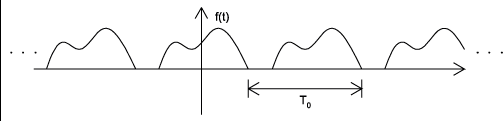 f(t)
. . .
. . .
T₀